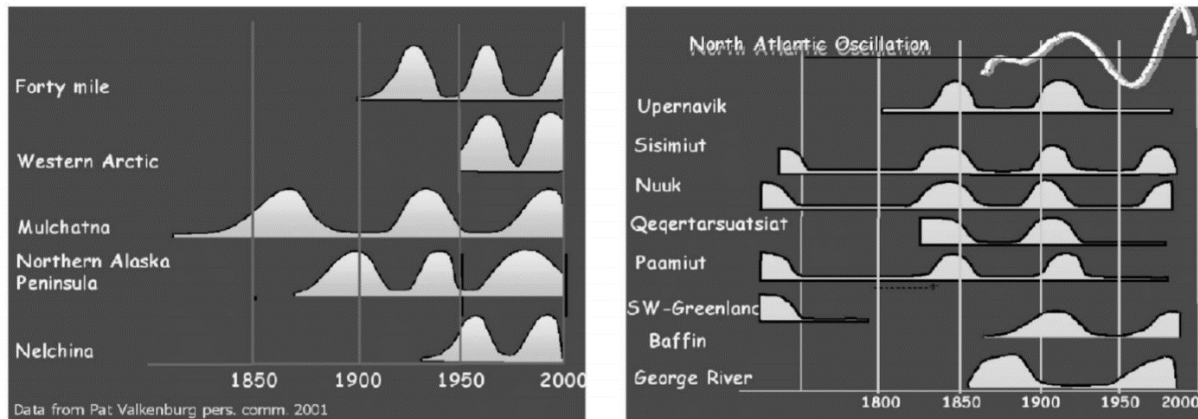 Forty mile
Western Arctic
Mulchatna
Northern Alaska
Peninsula
Nelchina
1850 1900 1950 2000
Data from Pat Valkenburg pers. comm. 2001
North Atlantic Oscillation
Upernavik
Sisimiut
Nuuk
Qeqertarsuatsiat
Paamiut
SW-Greenland
Baffin
George River
1800 1850 1900 1950 2000